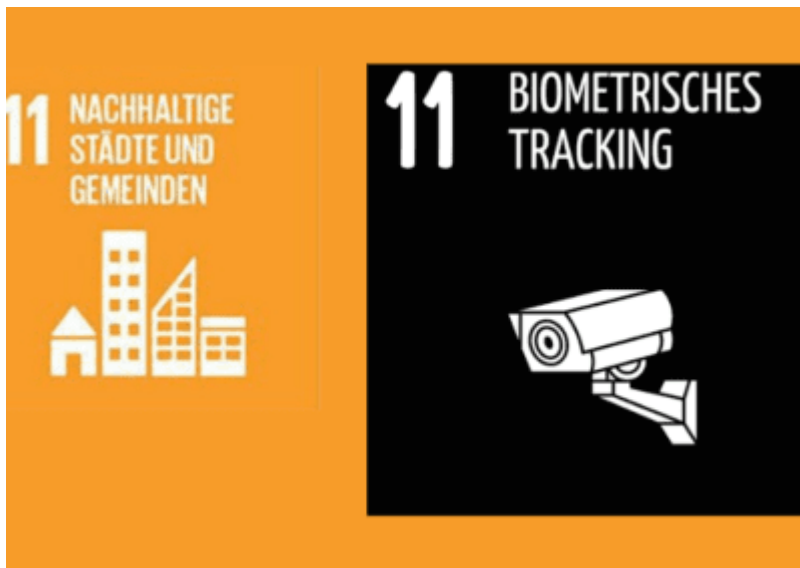 11
NACHHALTIGE
STÄDTE UND
GEMEINDEN
11
BIOMETRISCHES
TRACKING